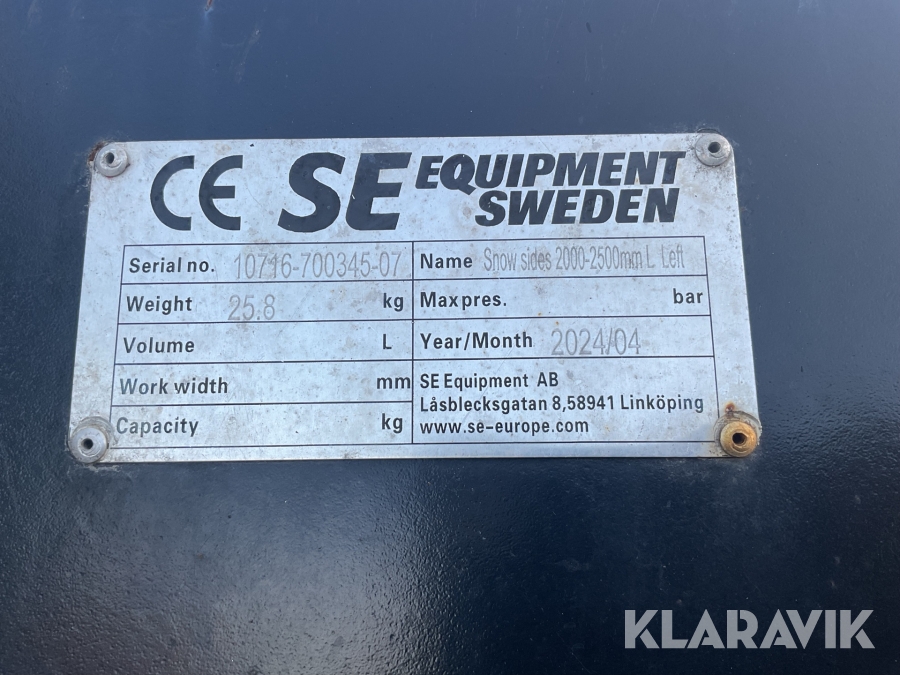 CE SE EQUIPMENT
SWEDEN
Serial no. 10716-700345-07
Name Snow sides 2000-2500mm L Left
Weight 25.8 kg
Max pres. bar
Volume L
Year/Month 2024/04
Work width mm
SE Equipment AB
Låsblecksgatan 8,58941 Linköping
www.se-europe.com
Capacity kg
KLARAVIK